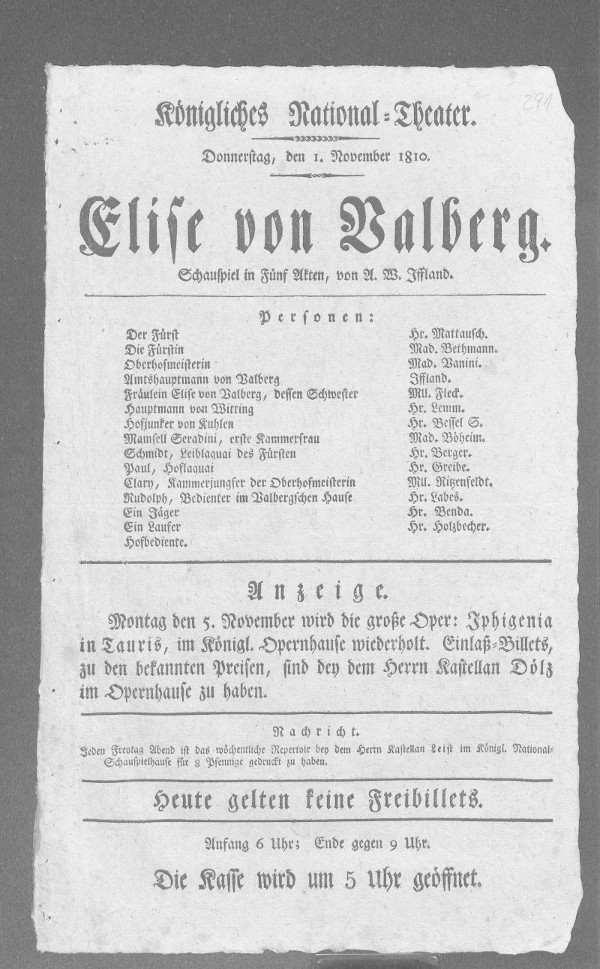 291
Königliches National-Theater.
Donnerstag, den 1. November 1810.
Elise von Valberg.
Schauspiel in Fünf Akten, von A. W. Iffland.
Personen:
Der Fürst Hr. Mattausch.
Die Fürstin Mad. Bethmann.
Oberhofmeisterin Mad. Vanini.
Amtshauptmann von Valberg Iffland.
Fräulein Elise von Valberg, dessen Schwester Mll. Fleck.
Hauptmann von Witting Hr. Lemm.
Hofjunker von Kuhlen Hr. Bessel S.
Mamsell Seradini, erste Kammerfrau Mad. Böheim.
Schmidt, Leiblaquai des Fürsten Hr. Berger.
Paul, Hoflaquai Hr. Greibe.
Clary, Kammerjungfer der Oberhofmeisterin Mll. Ritzenfeldt.
Rudolph, Bedienter im Valbergschen Hause Hr. Labes.
Ein Jäger Hr. Benda.
Ein Laufer Hr. Holzbecher.
Hofbediente.
Anzeige.
Montag den 5. November wird die große Oper: Iphigenia
in Tauris, im Königl. Opernhause wiederholt. Einlaß-Billets,
zu den bekannten Preisen, sind dey dem Herrn Kastellan Dölz
im Opernhause zu haben.
Nachricht.
Jeden Freytag Abend ist das wöchentliche Repertoir bey dem Herrn Kastellan Leist im Königl. National-
Schauspielhause für 8 Pfennige gedruckt zu haben.
Heute gelten keine Freibillets.
Anfang 6 Uhr; Ende gegen 9 Uhr.
Die Kasse wird um 5 Uhr geöffnet.